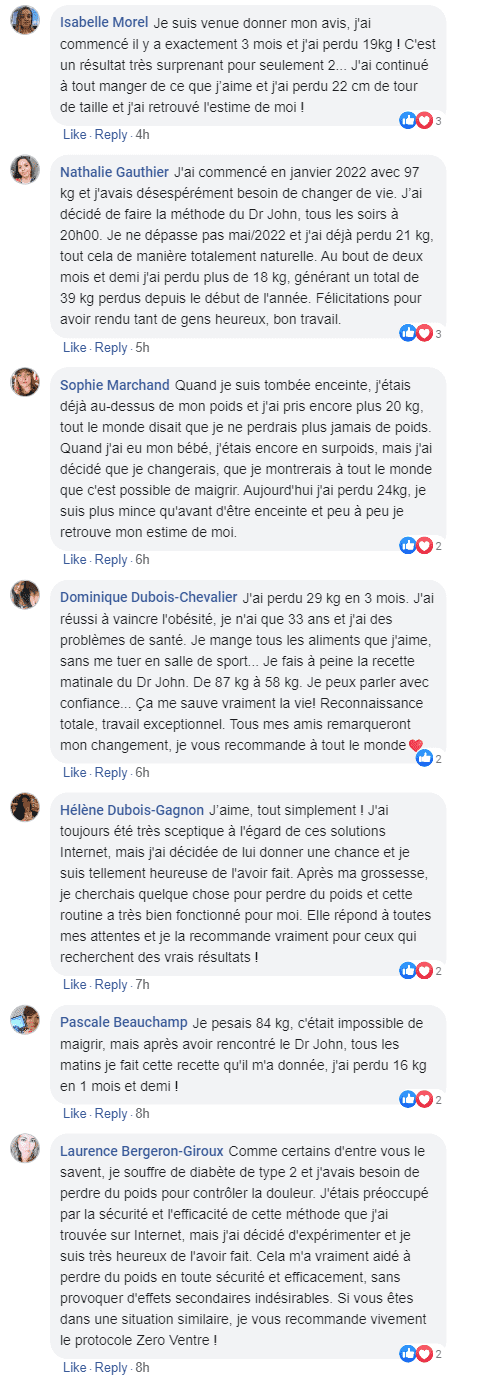 Isabelle Morel Je suis venue donner mon avis, j'ai
commencé il y a exactement 3 mois et j'ai perdu 19kg ! C'est
un résultat très surprenant pour seulement 2... J'ai continué
à tout manger de ce que j'aime et j'ai perdu 22 cm de tour
de taille et j'ai retrouvé l'estime de moi !
3
Like · Reply · 4h
Nathalie Gauthier J'ai commencé en janvier 2022 avec 97
kg et j'avais désespérément besoin de changer de vie. J'ai
décidé de faire la méthode du Dr John, tous les soirs à
20h00. Je ne dépasse pas mai/2022 et j'ai déjà perdu 21 kg,
tout cela de manière totalement naturelle. Au bout de deux
mois et demi j'ai perdu plus de 18 kg, générant un total de
39 kg perdus depuis le début de l'année. Félicitations pour
avoir rendu tant de gens heureux, bon travail.
3
Like · Reply · 5h
Sophie Marchand Quand je suis tombée enceinte, j'étais
déjà au-dessus de mon poids et j'ai pris encore plus 20 kg,
tout le monde disait que je ne perdrais plus jamais de poids.
Quand j'ai eu mon bébé, j'étais encore en surpoids, mais j'ai
décidé que je changerais, que je montrerais à tout le monde
que c'est possible de maigrir. Aujourd'hui j'ai perdu 24kg, je
suis plus mince qu'avant d'être enceinte et peu à peu je
retrouve mon estime de moi.
2
Like · Reply · 6h
Dominique Dubois-Chevalier J'ai perdu 29 kg en 3 mois. J'ai
réussi à vaincre l'obésité, je n'ai que 33 ans et j'ai des
problèmes de santé. Je mange tous les aliments que j'aime,
sans me tuer en salle de sport... Je fais à peine la recette
matinale du Dr John. De 87 kg à 58 kg. Je peux parler avec
confiance... Ça me sauve vraiment la vie! Reconnaissance
totale, travail exceptionnel. Tous mes amis remarqueront
mon changement, je vous recommande à tout le monde❤️
2
Like · Reply · 6h
Hélène Dubois-Gagnon J'aime, tout simplement ! J'ai
toujours été très sceptique à l'égard de ces solutions
Internet, mais j'ai décidée de lui donner une chance et je
suis tellement heureuse de l'avoir fait. Après ma grossesse,
je cherchais quelque chose pour perdre du poids et cette
routine a très bien fonctionné pour moi. Elle répond à toutes
mes attentes et je la recommande vraiment pour ceux qui
recherchent des vrais résultats !
2
Like · Reply · 7h
Pascale Beauchamp Je pesais 84 kg, c'était impossible de
maigrir, mais après avoir rencontré le Dr John, tous les
matins je fait cette recette qu'il m'a donnée, j'ai perdu 16 kg
en 1 mois et demi !
2
Like · Reply · 8h
Laurence Bergeron-Giroux Comme certains d'entre vous le
savent, je souffre de diabète de type 2 et j'avais besoin de
perdre du poids pour contrôler la douleur. J'étais préoccupé
par la sécurité et l'efficacité de cette méthode que j'ai
trouvée sur Internet, mais j'ai décidé d'expérimenter et je
suis très heureux de l'avoir fait. Cela m'a vraiment aidé à
perdre du poids en toute sécurité et efficacement, sans
provoquer d'effets secondaires indésirables. Si vous êtes
dans une situation similaire, je vous recommande vivement
le protocole Zero Ventre !
2
Like · Reply · 8h